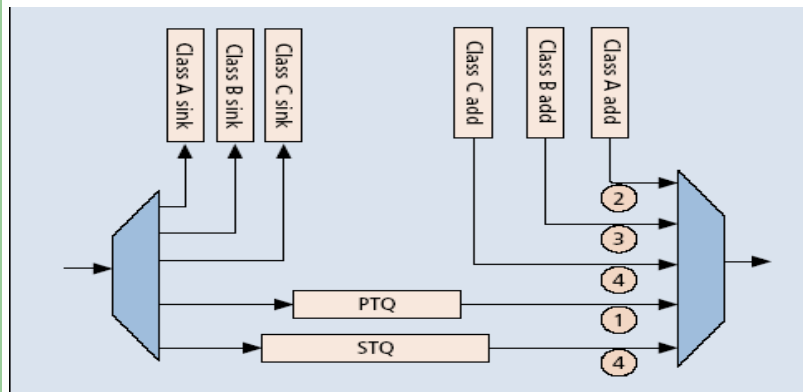 Class A sink
Class B sink
Class C sink
Class C add
Class B add
Class A add
2
3
4
PTQ
1
STQ
4